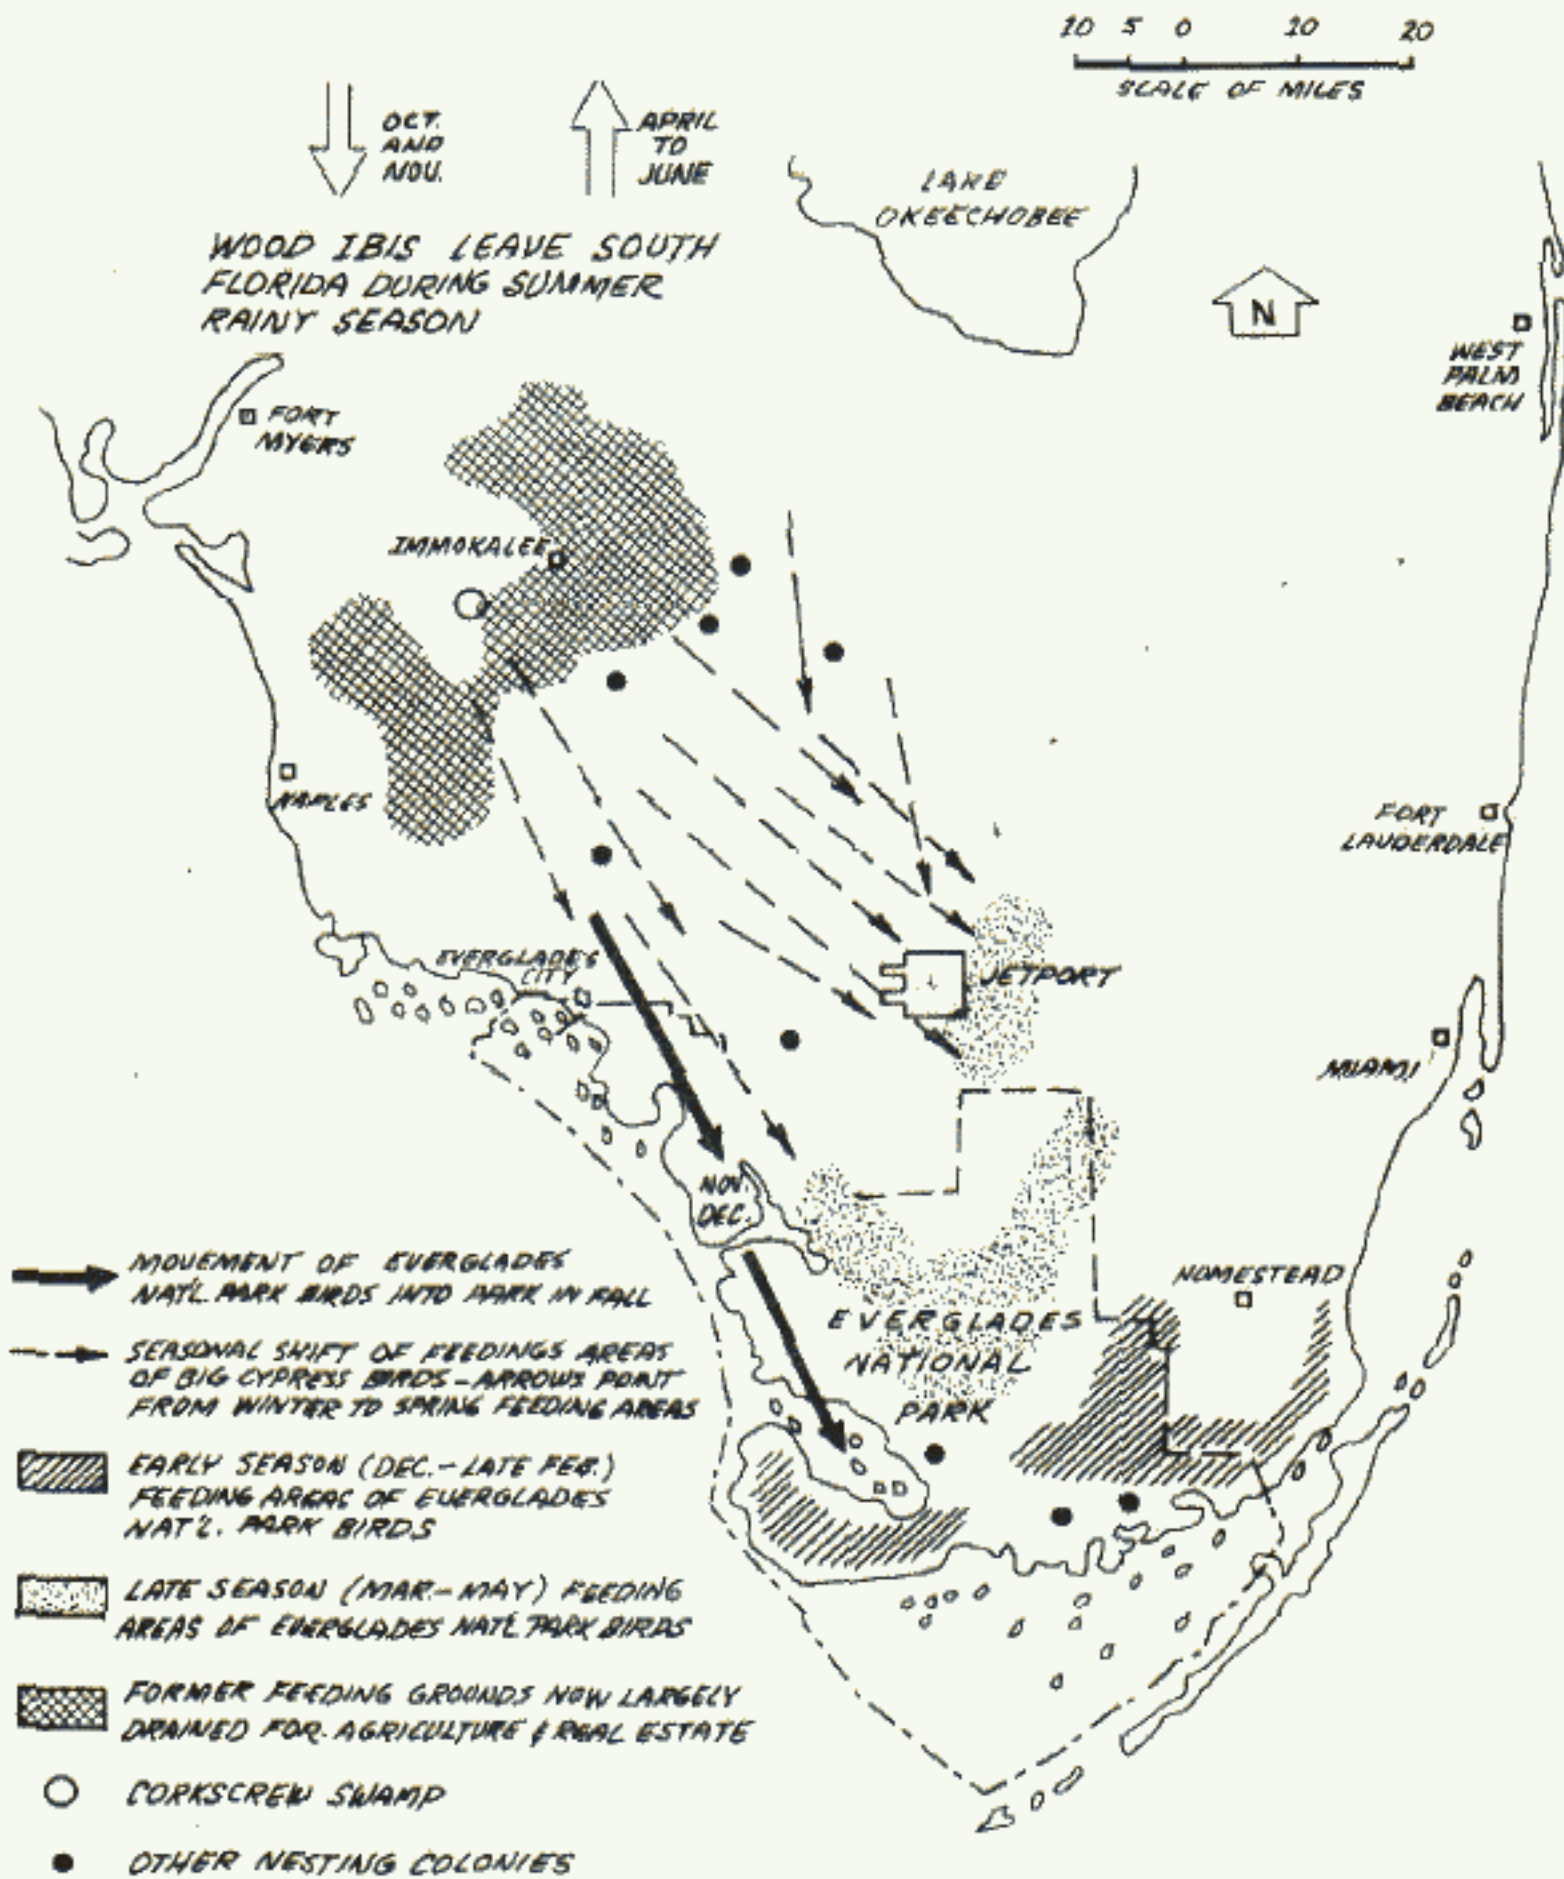 10 5 0 10 20
SCALE OF MILES
OCT.
AND
NOV.
APRIL
TO
JUNE
LAKE
OKEECHOBEE
WOOD IBIS LEAVE SOUTH
FLORIDA DURING SUMMER
RAINY SEASON
N
WEST
PALM
BEACH
FORT
MYERS
IMMOKALEE
NAPLES
FORT
LAUDERDALE
EVERGLADES
CITY
JETPORT
MIAMI
NOV.
DEC.
HOMESTEAD
EVERGLADES
NATIONAL
PARK
MOVEMENT OF EVERGLADES
NAT'L. PARK BIRDS INTO PARK IN FALL
SEASONAL SHIFT OF FEEDINGS AREAS
OF BIG CYPRESS BIRDS - ARROWS POINT
FROM WINTER TO SPRING FEEDING AREAS
EARLY SEASON (DEC.-LATE FEB.)
FEEDING AREAS OF EVERGLADES
NAT'L. PARK BIRDS
LATE SEASON (MAR.-MAY) FEEDING
AREAS OF EVERGLADES NAT'L PARK BIRDS
FORMER FEEDING GROUNDS NOW LARGELY
DRAINED FOR AGRICULTURE & REAL ESTATE
CORKSCREW SWAMP
OTHER NESTING COLONIES